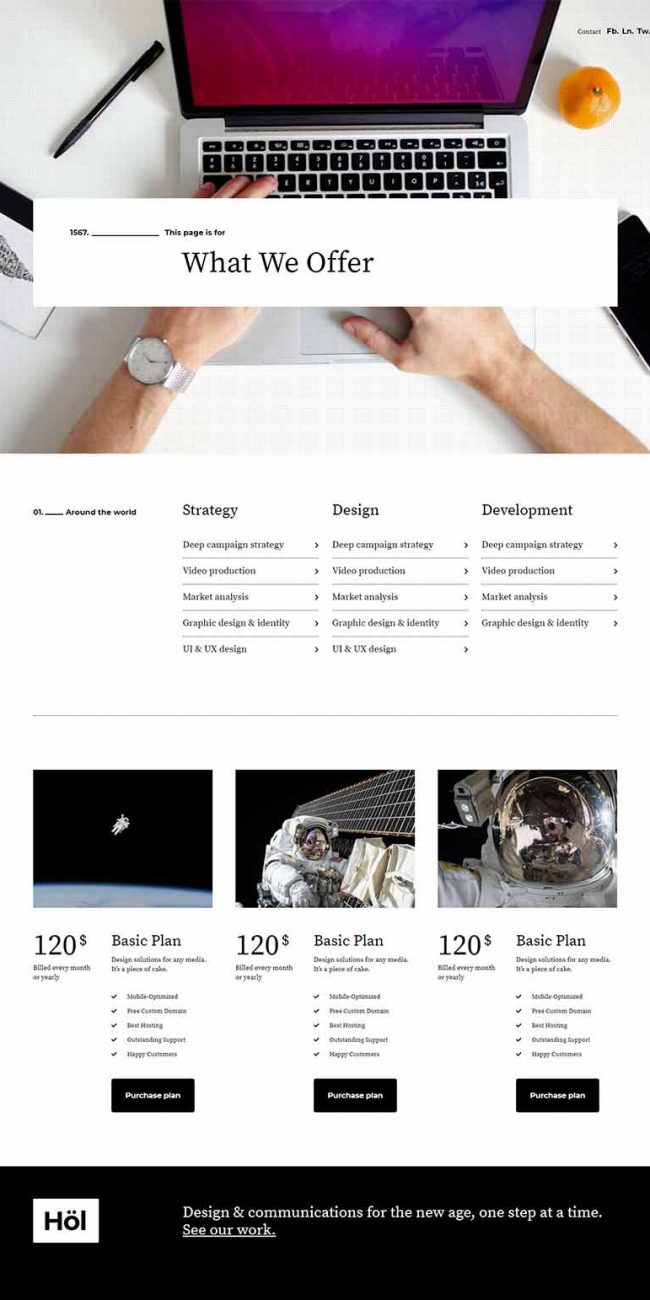 Contact Fb. Ln. Tw.
1567. This page is for
What We Offer
01. Around the world
Strategy
Deep campaign strategy
Video production
Market analysis
Graphic design & identity
UI & UX design
Design
Deep campaign strategy
Video production
Market analysis
Graphic design & identity
UI & UX design
Development
Deep campaign strategy
Video production
Market analysis
Graphic design & identity
120$
Billed every month
or yearly
Basic Plan
Design solutions for any media.
It's a piece of cake.
Mobile-Optimized
Free Custom Domain
Best Hosting
Outstanding Support
Happy Customers
Purchase plan
120$
Billed every month
or yearly
Basic Plan
Design solutions for any media.
It's a piece of cake.
Mobile-Optimized
Free Custom Domain
Best Hosting
Outstanding Support
Happy Customers
Purchase plan
120$
Billed every month
or yearly
Basic Plan
Design solutions for any media.
It's a piece of cake.
Mobile-Optimized
Free Custom Domain
Best Hosting
Outstanding Support
Happy Customers
Purchase plan
Höl
Design & communications for the new age, one step at a time.
See our work.